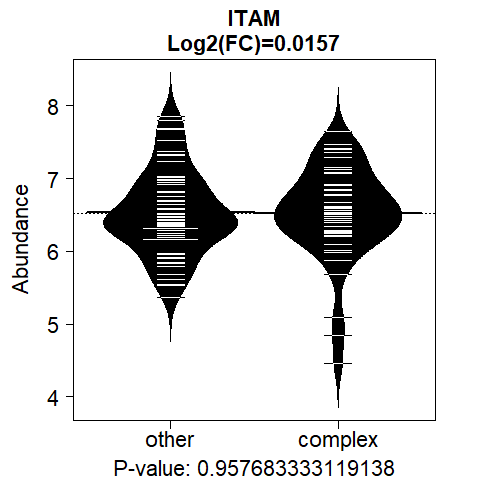 ITAM
Log2(FC)=0.0157
Abundance
8
7
6
5
4
other complex
P-value: 0.957683333119138